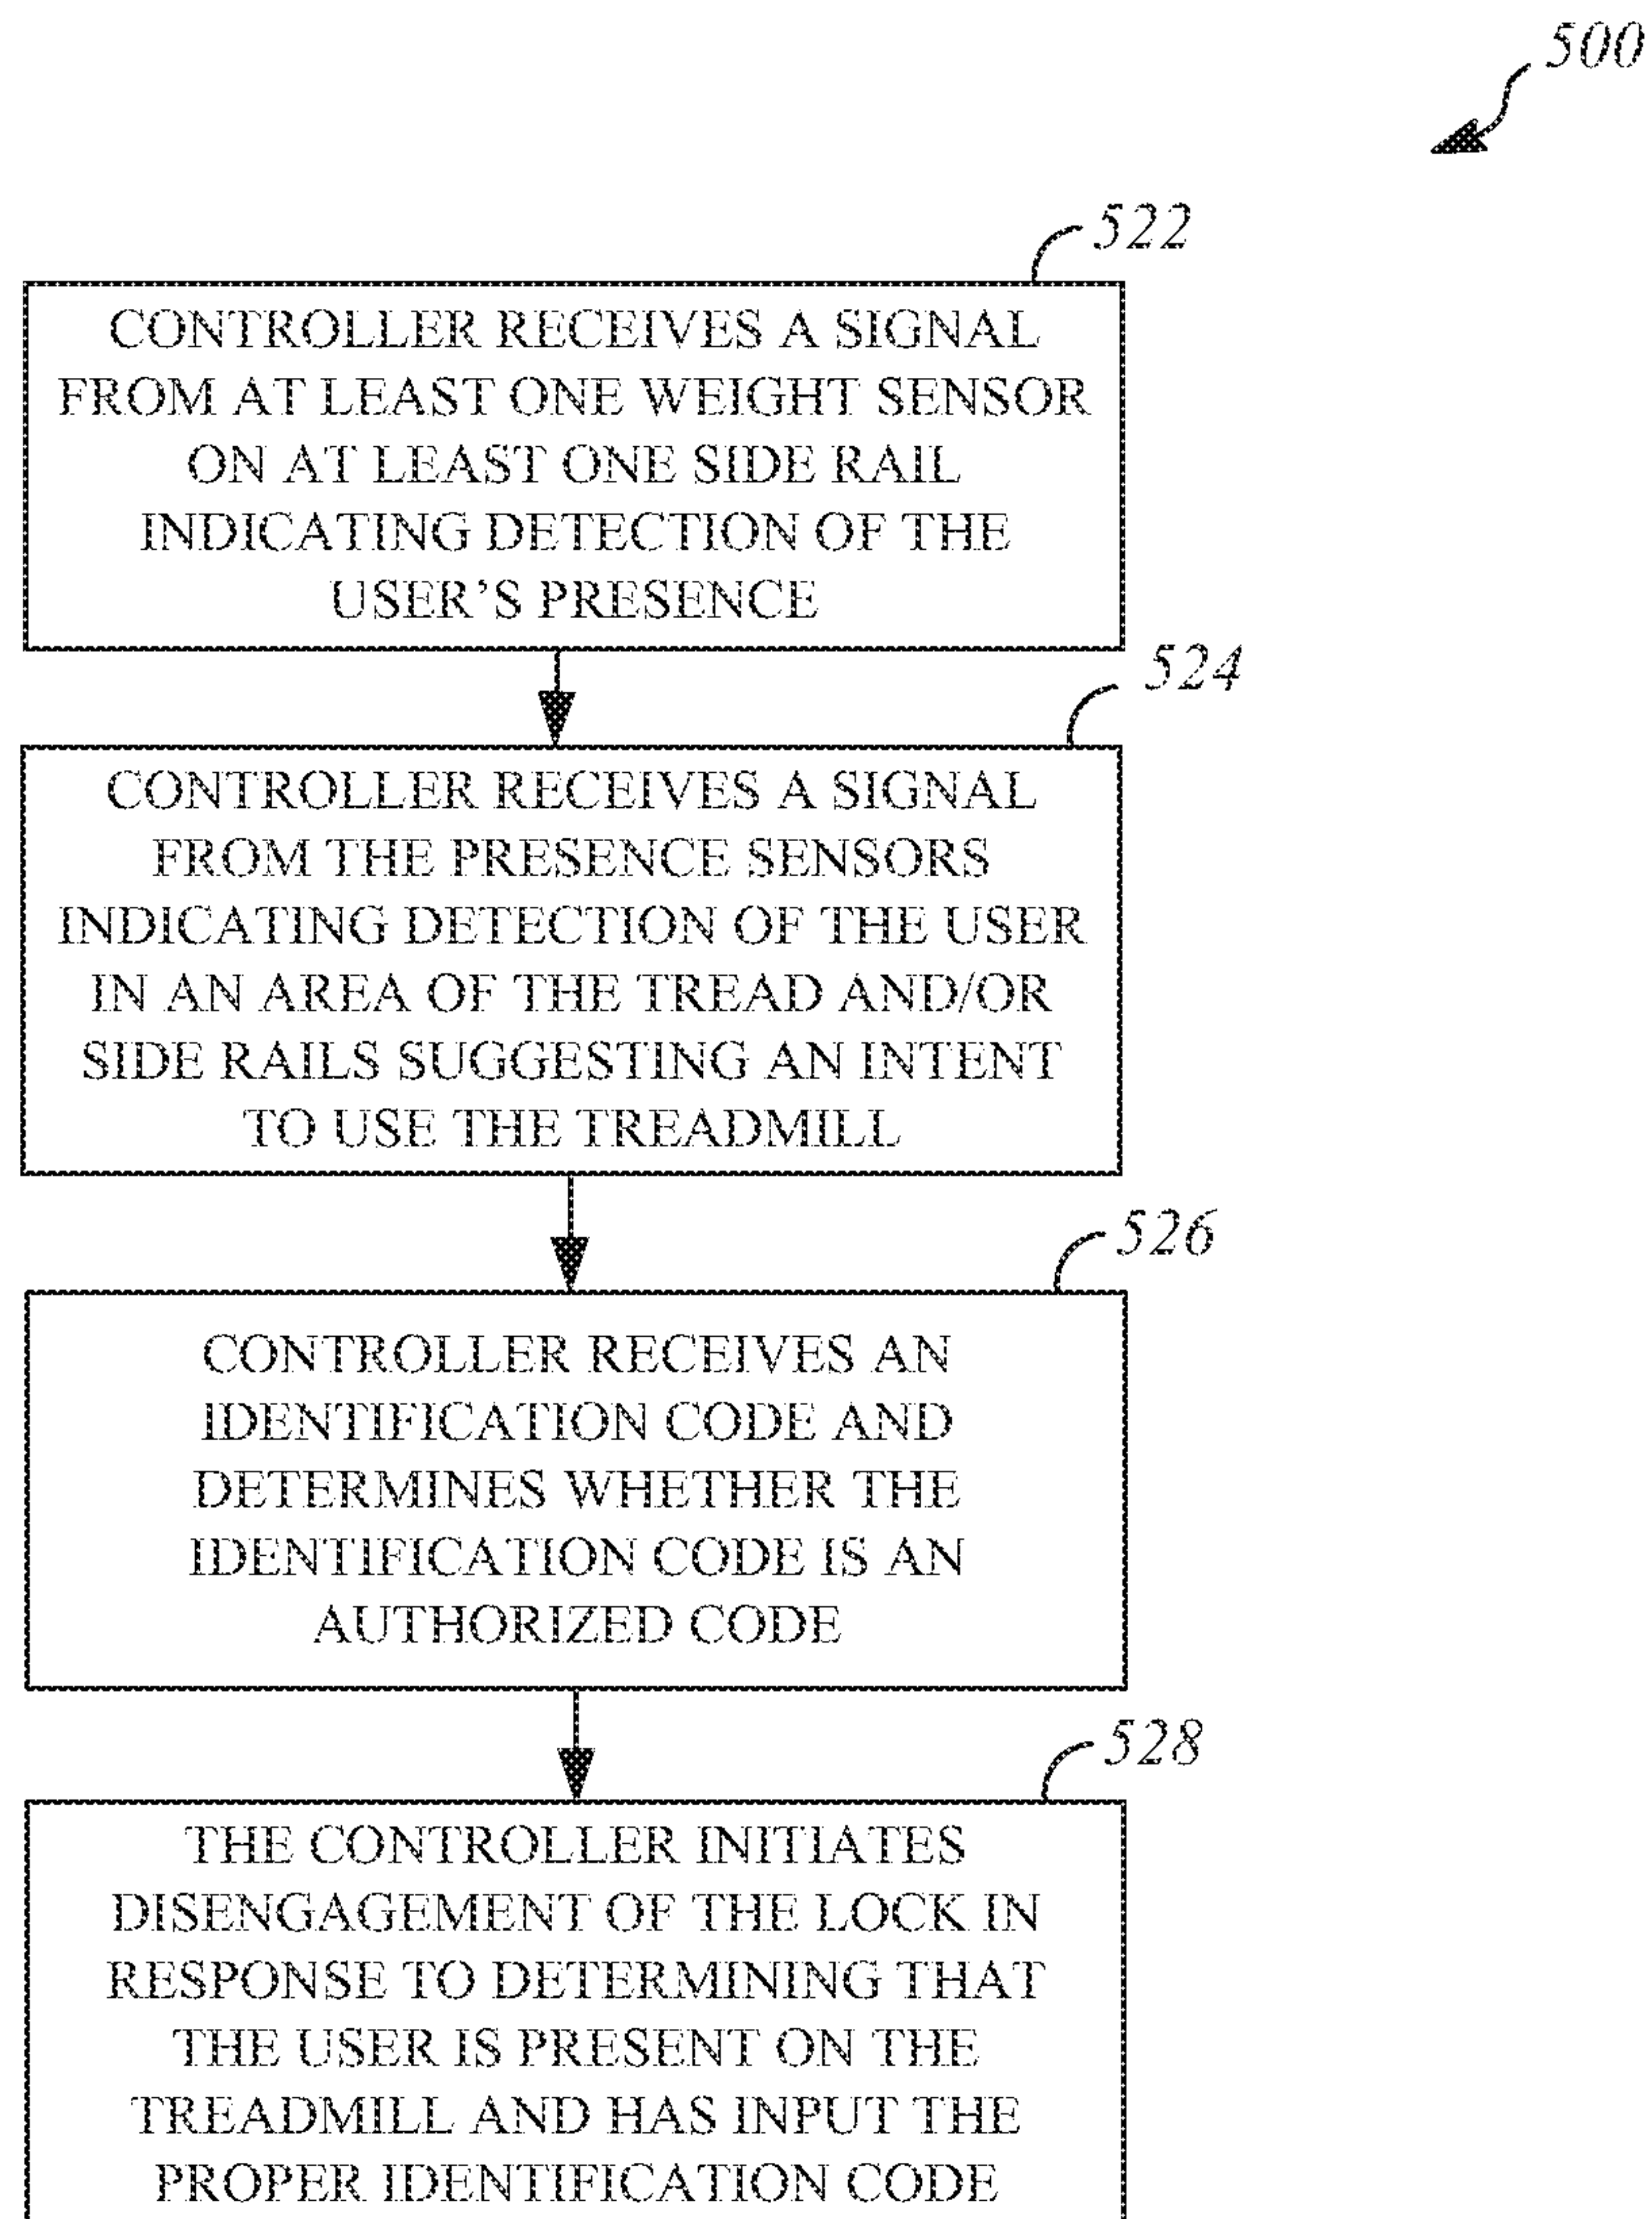 500
522
CONTROLLER RECEIVES A SIGNAL
FROM AT LEAST ONE WEIGHT SENSOR
ON AT LEAST ONE SIDE RAIL
INDICATING DETECTION OF THE
USER'S PRESENCE
524
CONTROLLER RECEIVES A SIGNAL
FROM THE PRESENCE SENSORS
INDICATING DETECTION OF THE USER
IN AN AREA OF THE TREAD AND/OR
SIDE RAILS SUGGESTING AN INTENT
TO USE THE TREADMILL
526
CONTROLLER RECEIVES AN
IDENTIFICATION CODE AND
DETERMINES WHETHER THE
IDENTIFICATION CODE IS AN
AUTHORIZED CODE
528
THE CONTROLLER INITIATES
DISENGAGEMENT OF THE LOCK IN
RESPONSE TO DETERMINING THAT
THE USER IS PRESENT ON THE
TREADMILL AND HAS INPUT THE
PROPER IDENTIFICATION CODE